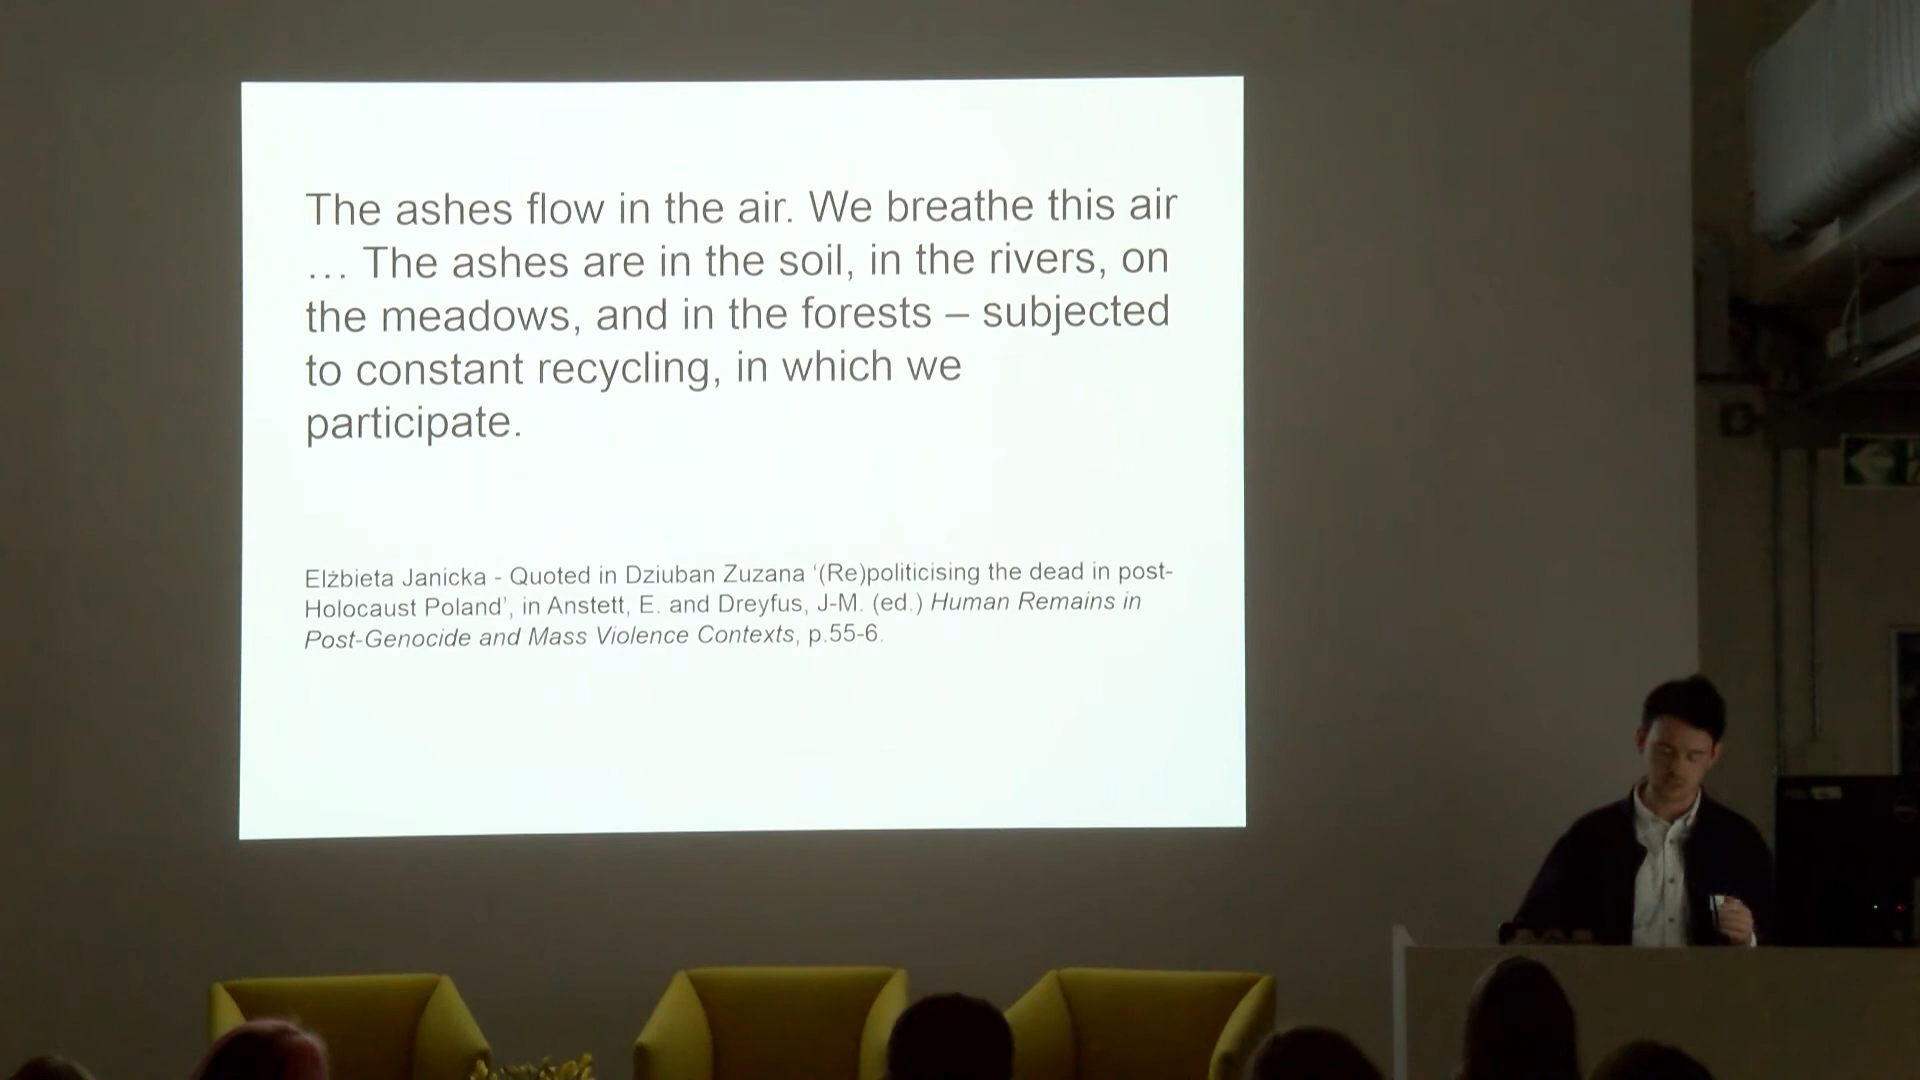 The ashes flow in the air. We breathe this air
… The ashes are in the soil, in the rivers, on
the meadows, and in the forests – subjected
to constant recycling, in which we
participate.
Elżbieta Janicka - Quoted in Dziuban Zuzana ‘(Re)politicising the dead in post-
Holocaust Poland’, in Anstett, E. and Dreyfus, J-M. (ed.) Human Remains in
Post-Genocide and Mass Violence Contexts, p.55-6.